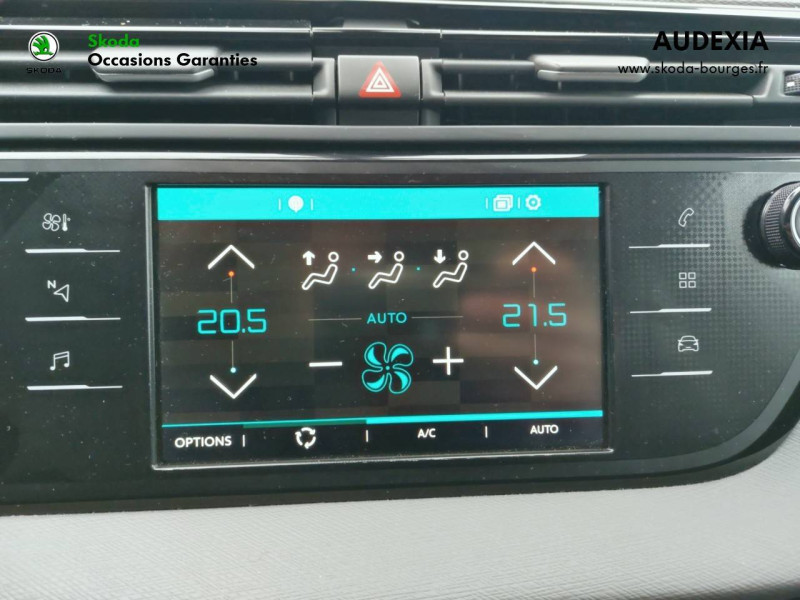 SKODA
Skoda
Occasions Garanties
AUDEXIA
www.skoda-bourges.fr
N
20.5
AUTO
21.5
OPTIONS
A/C
AUTO